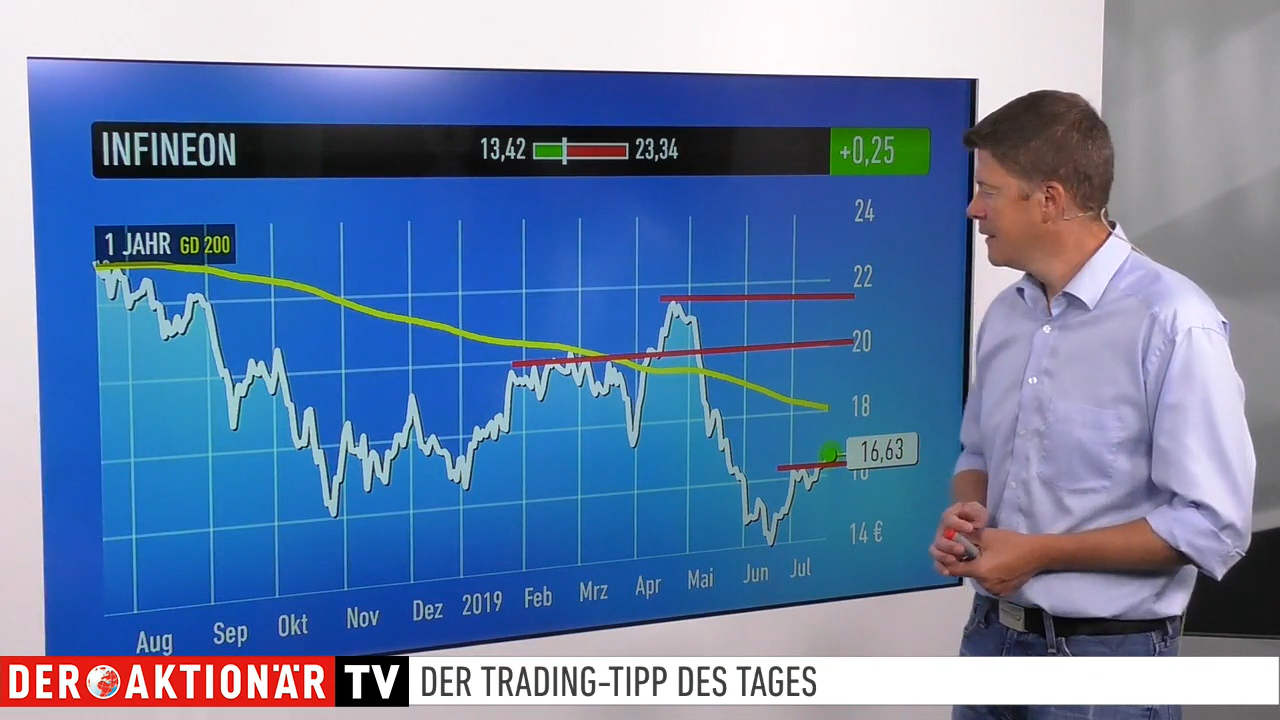 INFINEON
13,42 23,34
+0,25
1 JAHR GD 200
24
22
20
18
16,63
16
14 €
Aug Sep Okt Nov Dez 2019 Feb Mrz Apr Mai Jun Jul
DER AKTIONÄR TV DER TRADING-TIPP DES TAGES